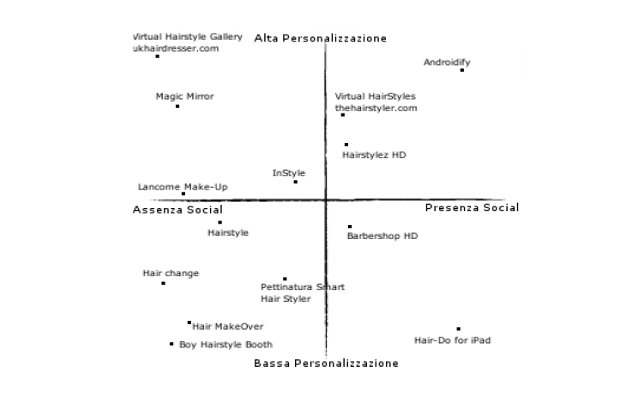 Virtual Hairstyle Gallery
ukhairdresser.com
Alta Personalizzazione
Androidify
Magic Mirror
Virtual HairStyles
thehairstyler.com
Hairstylez HD
InStyle
Lancome Make-Up
Assenza Social
Presenza Social
Hairstyle
Barbershop HD
Hair change
Pettinatura Smart
Hair Styler
Hair MakeOver
Boy Hairstyle Booth
Hair-Do for iPad
Bassa Personalizzazione